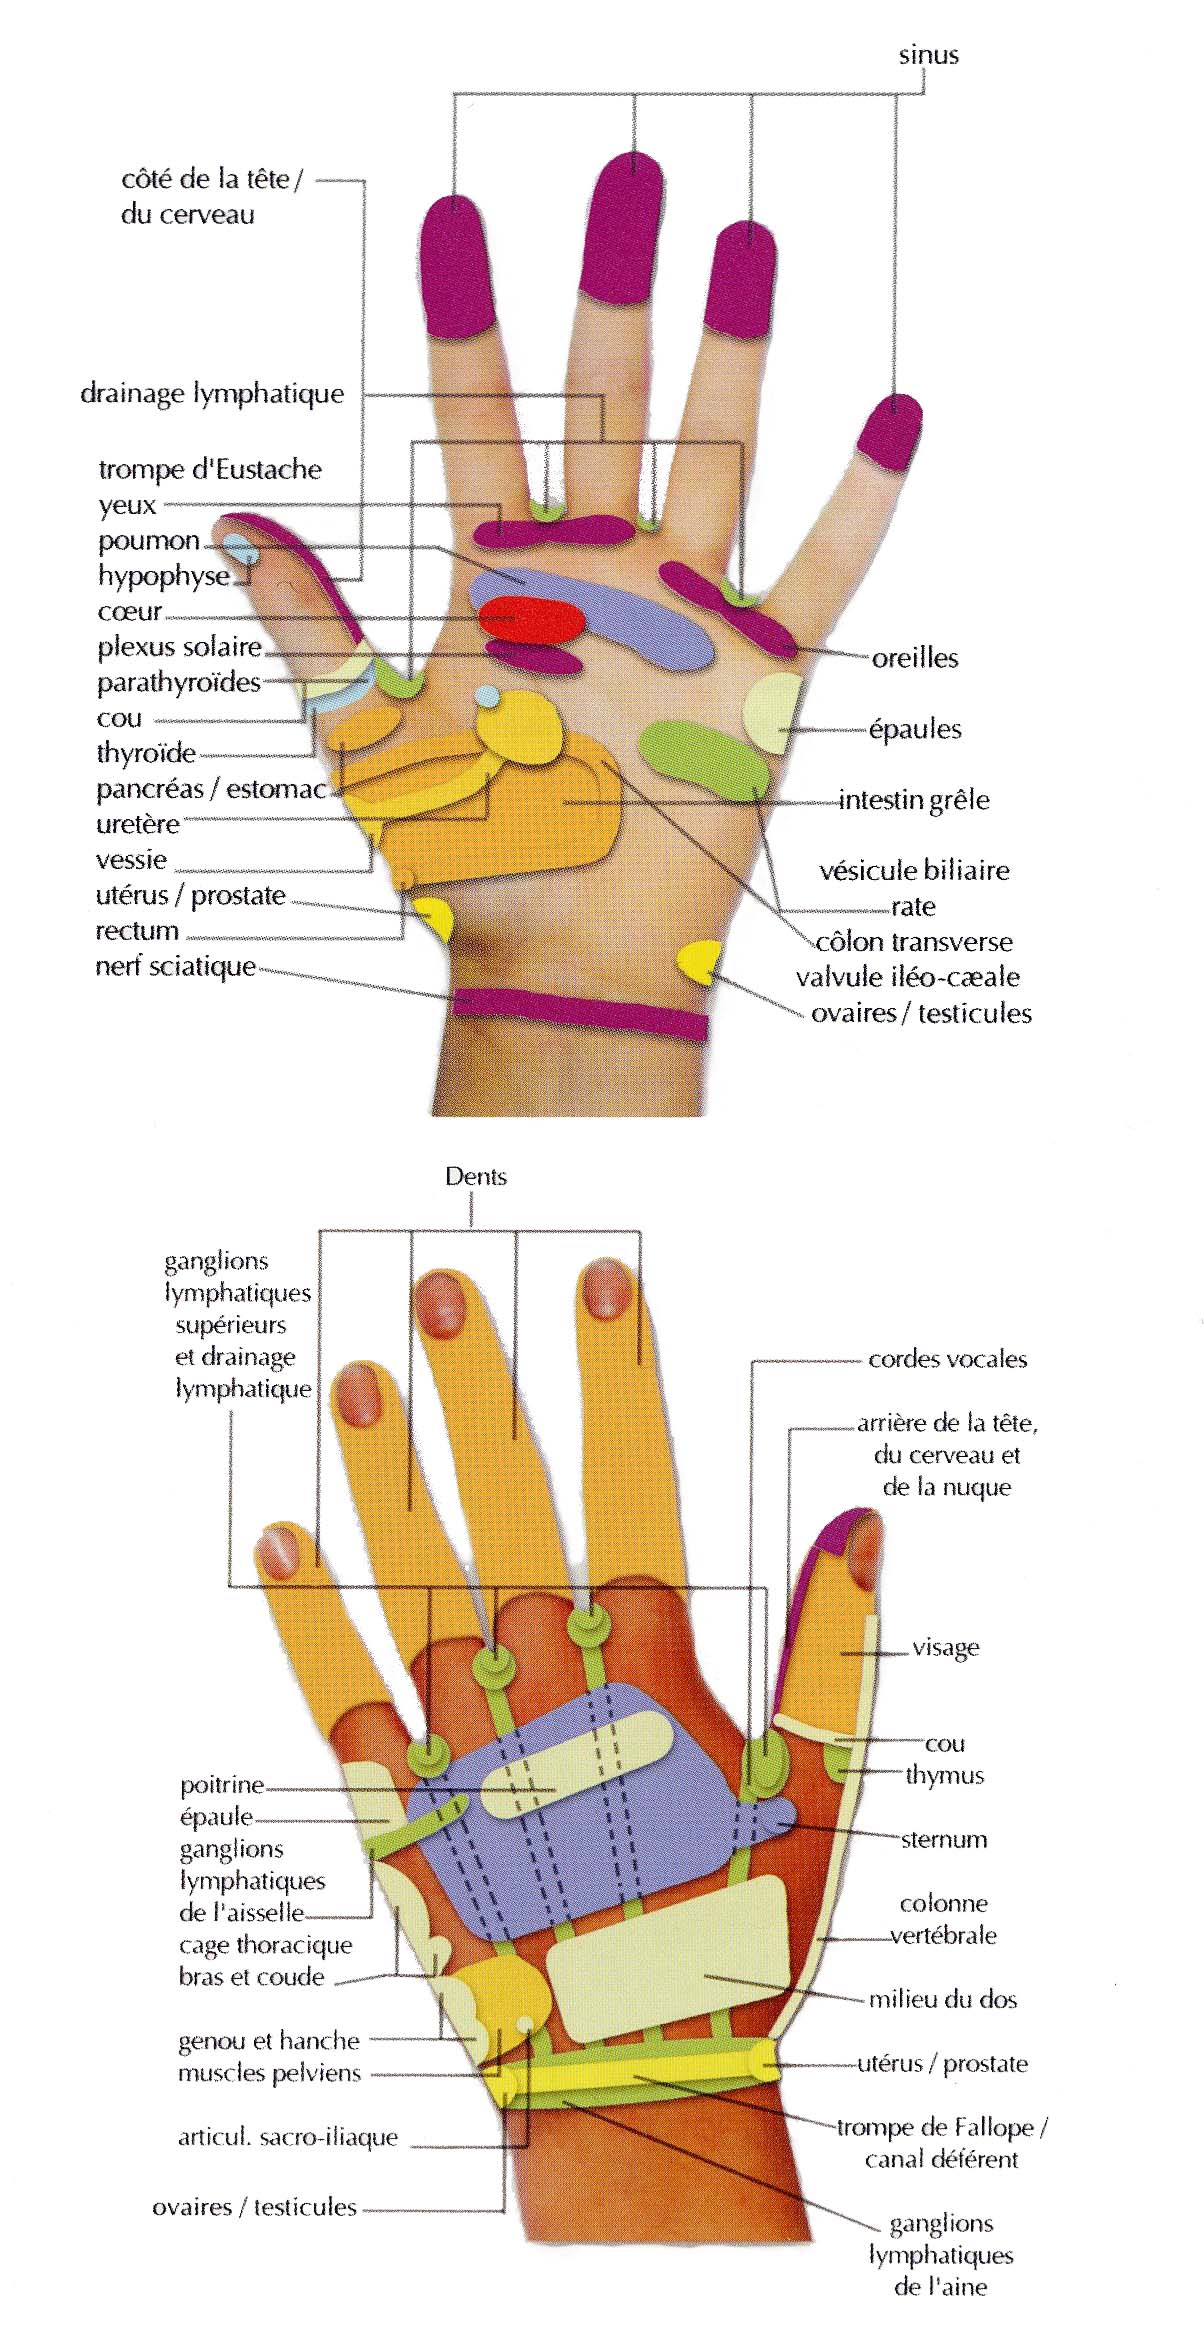 sinus
côté de la tête /
du cerveau
drainage lymphatique
trompe d'Eustache
yeux
poumon
hypophyse
cœur
plexus solaire
parathyroïdes
cou
thyroïde
pancréas / estomac
uretère
vessie
utérus / prostate
rectum
nerf sciatique
oreilles
épaules
intestin grêle
vésicule biliaire
rate
côlon transverse
valvule iléo-cæale
ovaires / testicules
Dents
ganglions
lymphatiques
supérieurs
et drainage
lymphatique
cordes vocales
arrière de la tête,
du cerveau et
de la nuque
visage
cou
thymus
sternum
colonne
vertébrale
milieu du dos
utérus / prostate
trompe de Fallope /
canal déférent
ganglions
lymphatiques
de l'aine
poitrine
épaule
ganglions
lymphatiques
de l'aisselle
cage thoracique
bras et coude
genou et hanche
muscles pelviens
articul. sacro-iliaque
ovaires / testicules